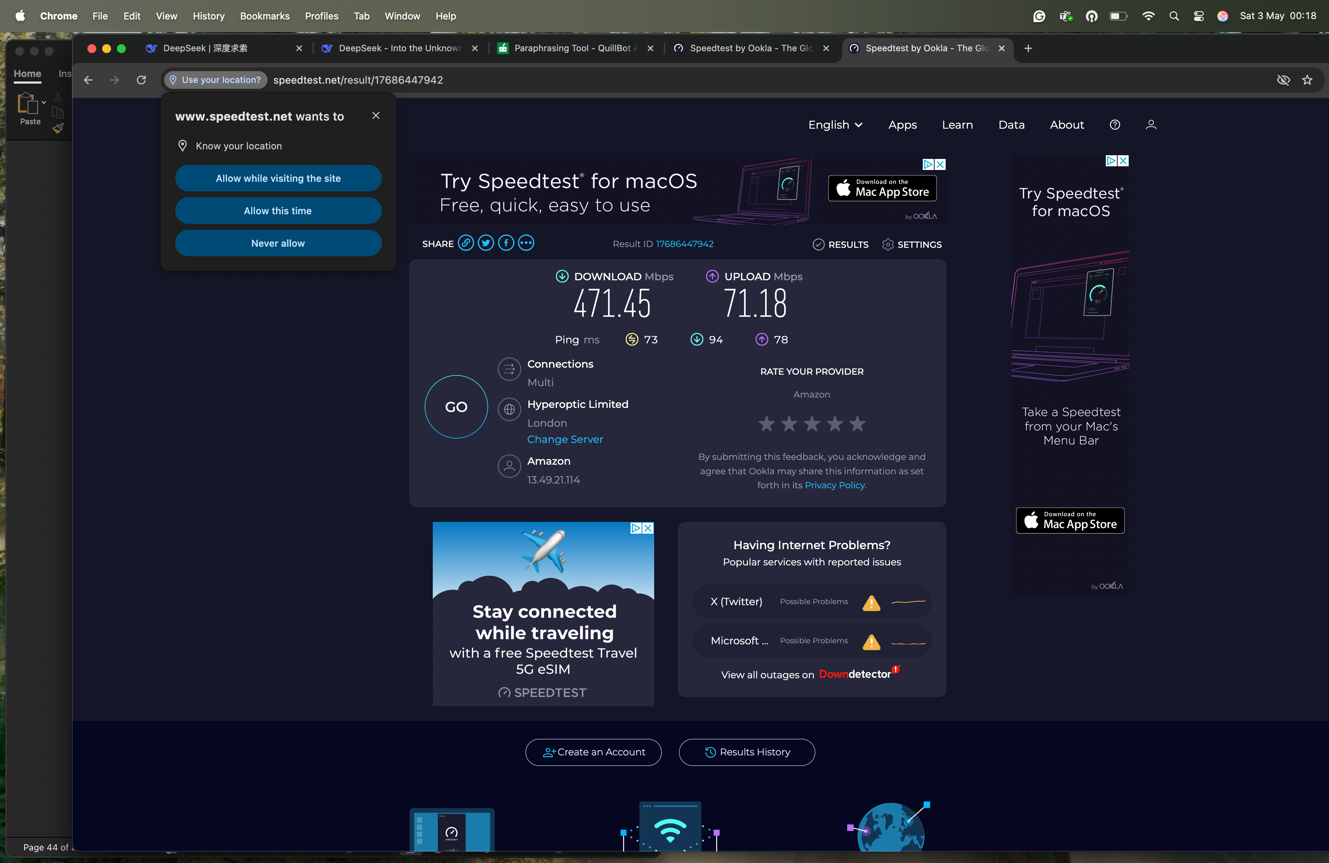 Chrome File Edit View History Bookmarks Profiles Tab Window Help
Sat 3 May 00:18
DeepSeek | 深度求索
DeepSeek - Into the Unknown
Paraphrasing Tool - QuillBot A
Speedtest by Ookla - The Glo
Speedtest by Ookla - The Glo
Home Ins
Paste
Use your location?
speedtest.net/result/17686447942
www.speedtest.net wants to
Know your location
Allow while visiting the site
Allow this time
Never allow
English Apps Learn Data About
Try Speedtest® for macOS
Free, quick, easy to use
Download on the
Mac App Store
by OOKLA
SHARE
Result ID 17686447942
RESULTS SETTINGS
DOWNLOAD Mbps
471.45
UPLOAD Mbps
71.18
Ping ms 73 94 78
GO
Connections
Multi
Hyperoptic Limited
London
Change Server
Amazon
13.49.21.114
RATE YOUR PROVIDER
Amazon
By submitting this feedback, you acknowledge and
agree that Ookla may share this information as set
forth in its Privacy Policy.
Try Speedtest®
for macOS
Take a Speedtest
from your Mac's
Menu Bar
Download on the
Mac App Store
by OOKLA
Stay connected
while traveling
with a free Speedtest Travel
5G eSIM
SPEEDTEST
Having Internet Problems?
Popular services with reported issues
X (Twitter) Possible Problems
Microsoft ... Possible Problems
View all outages on Downdetector
Create an Account
Results History
Page 44 of